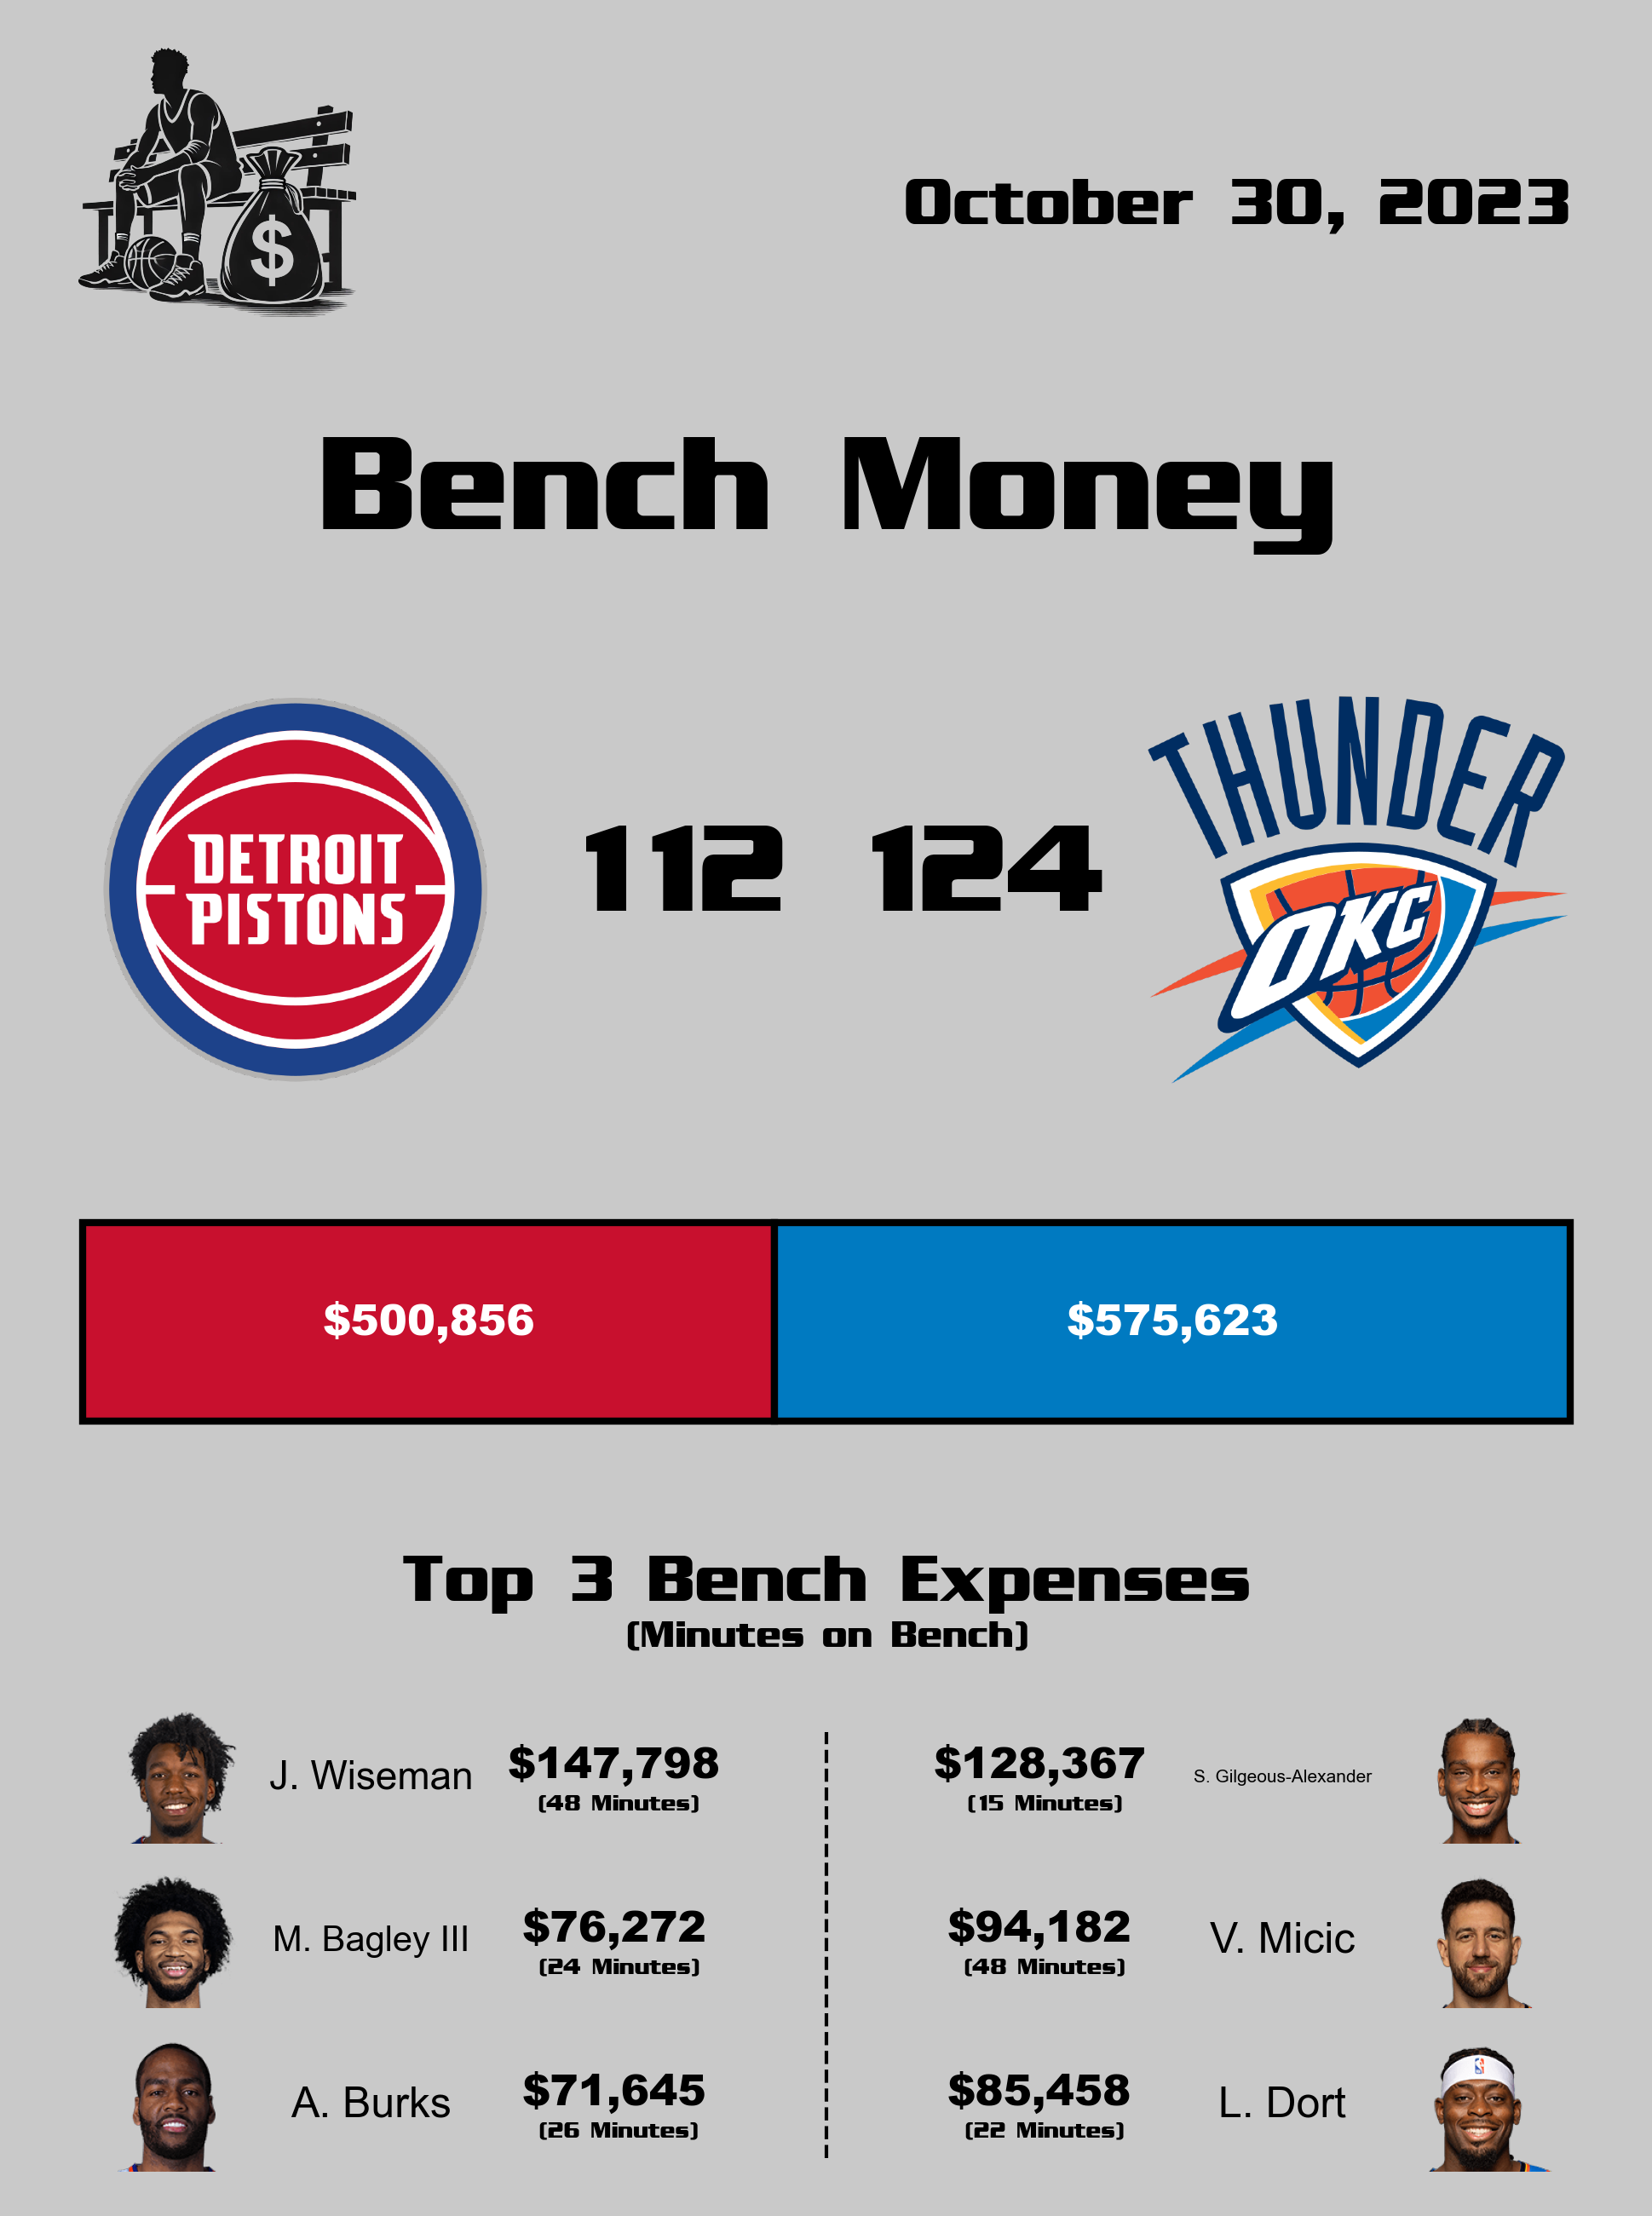 $
October 30, 2023
Bench Money
DETROIT
PISTONS
112 124
THUNDER
OKC
$500,856 $575,623
Top 3 Bench Expenses
(Minutes on Bench)
J. Wiseman $147,798
(48 Minutes)
$128,367 S. Gilgeous-Alexander
(15 Minutes)
M. Bagley III $76,272
(24 Minutes)
$94,182 V. Micic
(48 Minutes)
A. Burks $71,645
(26 Minutes)
$85,458 L. Dort
(22 Minutes)